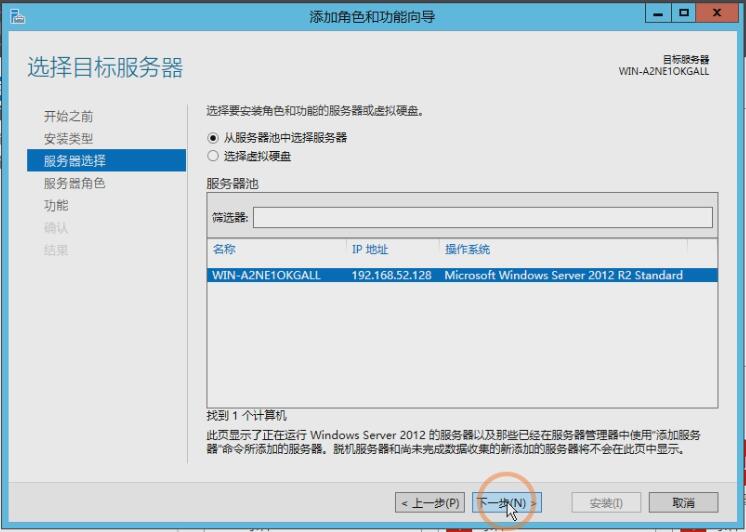 添加角色和功能向导
选择目标服务器
目标服务器
WIN-A2NE1OKGALL
开始之前
安装类型
服务器选择
服务器角色
功能
确认
结果
选择要安装角色和功能的服务器或虚拟硬盘。
从服务器池中选择服务器
选择虚拟硬盘
服务器池
筛选器:
名称 IP 地址 操作系统
WIN-A2NE1OKGALL 192.168.52.128 Microsoft Windows Server 2012 R2 Standard
找到 1 个计算机
此页显示了正在运行 Windows Server 2012 的服务器以及那些已经在服务器管理器中使用"添加服务
器"命令所添加的服务器。脱机服务器和尚未完成数据收集的新添加的服务器将不会在此页中显示。
< 上一步(P) 下一步(N) > 安装(I) 取消